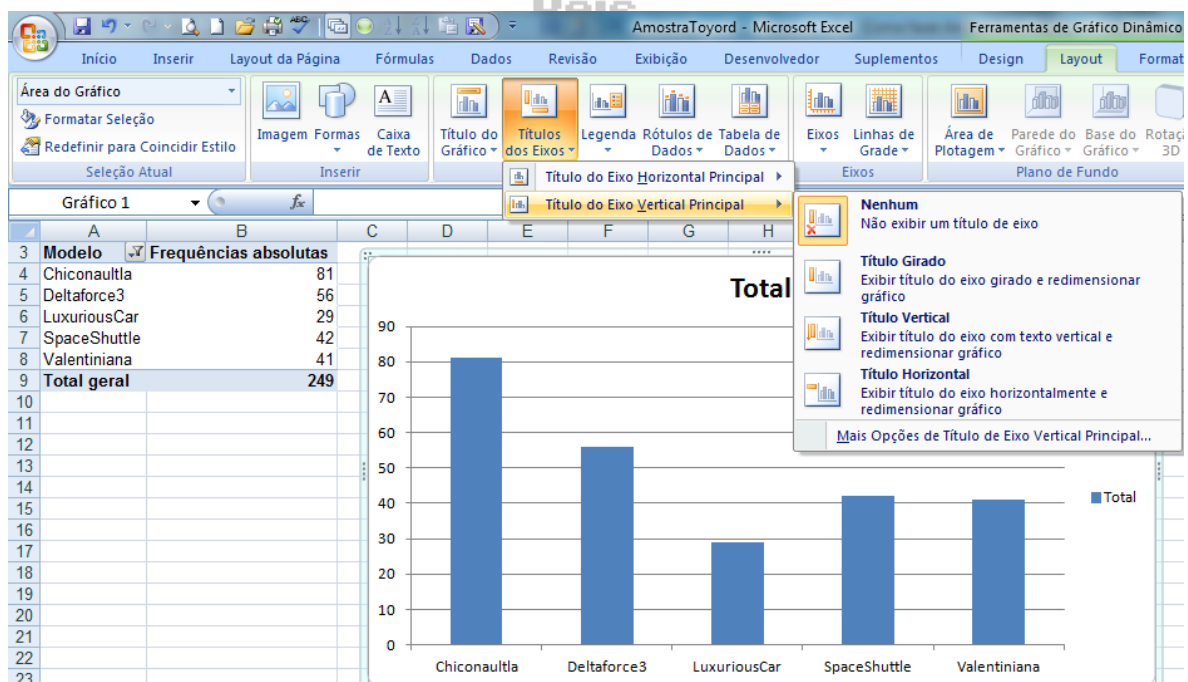 Reis
AmostraToyord - Microsoft Excel
Ferramentas de Gráfico Dinâmico
Início Inserir Layout da Página Fórmulas Dados Revisão Exibição Desenvolvedor Suplementos Design Layout Format
Área do Gráfico
Formatar Seleção
Redefinir para Coincidir Estilo
Seleção Atual
Imagem Formas Caixa de Texto
Inserir
Título do Gráfico
Títulos dos Eixos
Legenda
Rótulos de Dados
Tabela de Dados
Eixos
Linhas de Grade
Eixos
Área de Plotagem
Parede do Gráfico
Base do Gráfico
Rotaçã
3D
Plano de Fundo
Título do Eixo Horizontal Principal
Título do Eixo Vertical Principal
Nenhum
Não exibir um título de eixo
Título Girado
Exibir título do eixo girado e redimensionar
gráfico
Título Vertical
Exibir título do eixo com texto vertical e
redimensionar gráfico
Título Horizontal
Exibir título do eixo horizontalmente e
redimensionar gráfico
Mais Opções de Título de Eixo Vertical Principal...
Gráfico 1 fx
A B C D E F G H
3 Modelo Frequências absolutas
4 Chiconaultla 81
5 Deltaforce3 56
6 LuxuriousCar 29
7 SpaceShuttle 42
8 Valentiniana 41
9 Total geral 249
10
11
12
13
14
15
16
17
18
19
20
21
22
23
Total
90
80
70
60
50
40
30
20
10
0
Chiconaultla Deltaforce3 LuxuriousCar SpaceShuttle Valentiniana
Total